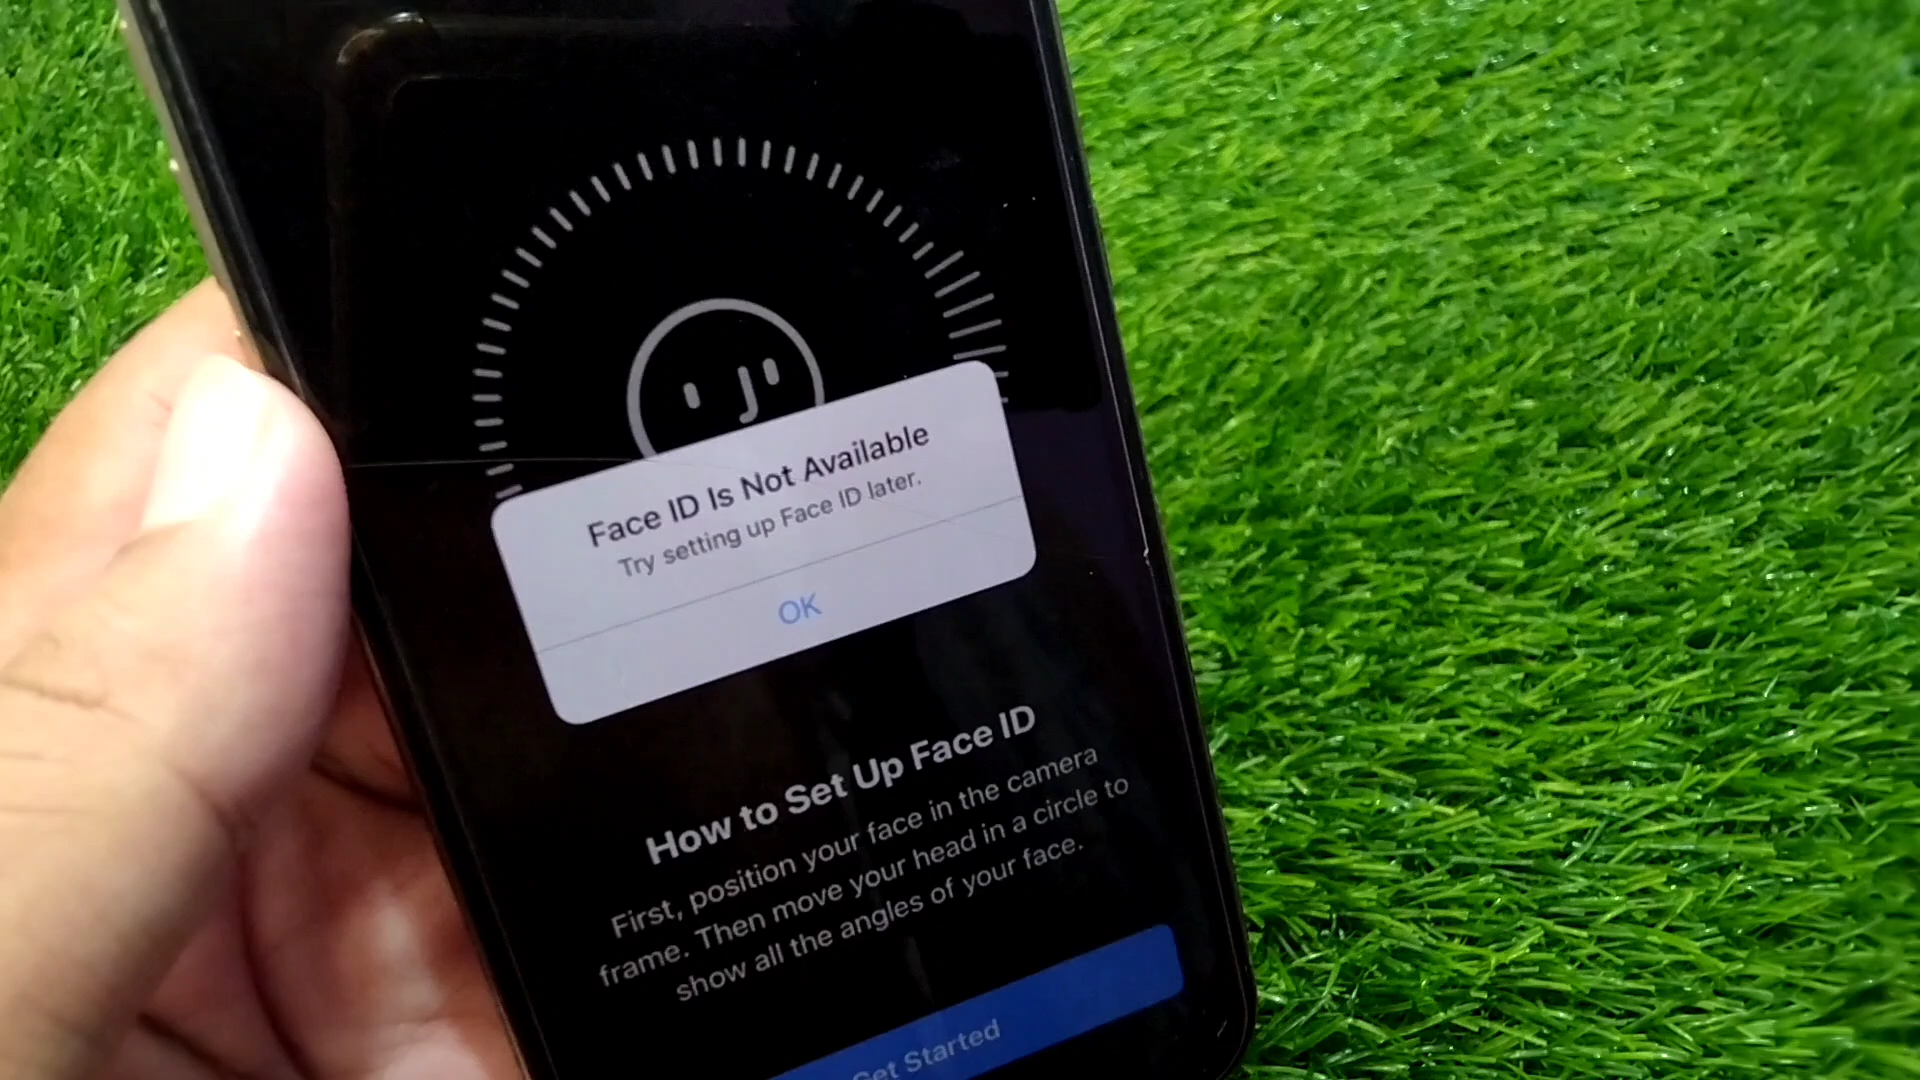 Face ID Is Not Available
Try setting up Face ID later.
OK
How to Set Up Face ID
First, position your face in the camera
frame. Then move your head in a circle to
show all the angles of your face.
Get Started